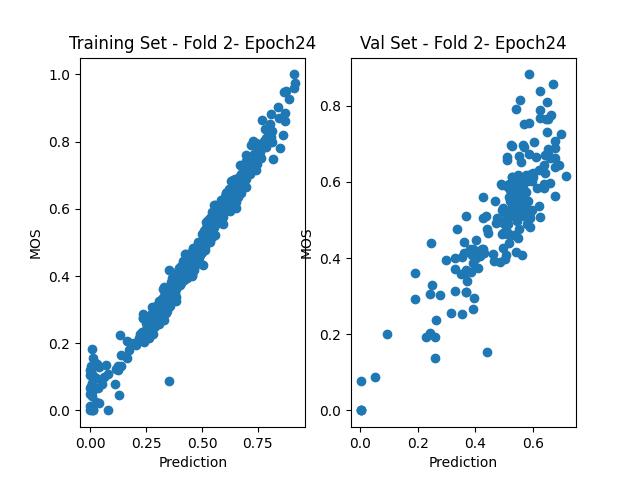 Training Set - Fold 2- Epoch24
Val Set - Fold 2- Epoch24
MOS
1.0
0.8
0.6
0.4
0.2
0.0
0.00 0.25 0.50 0.75
Prediction
MOS
0.8
0.6
0.4
0.2
0.0
0.0 0.2 0.4 0.6
Prediction